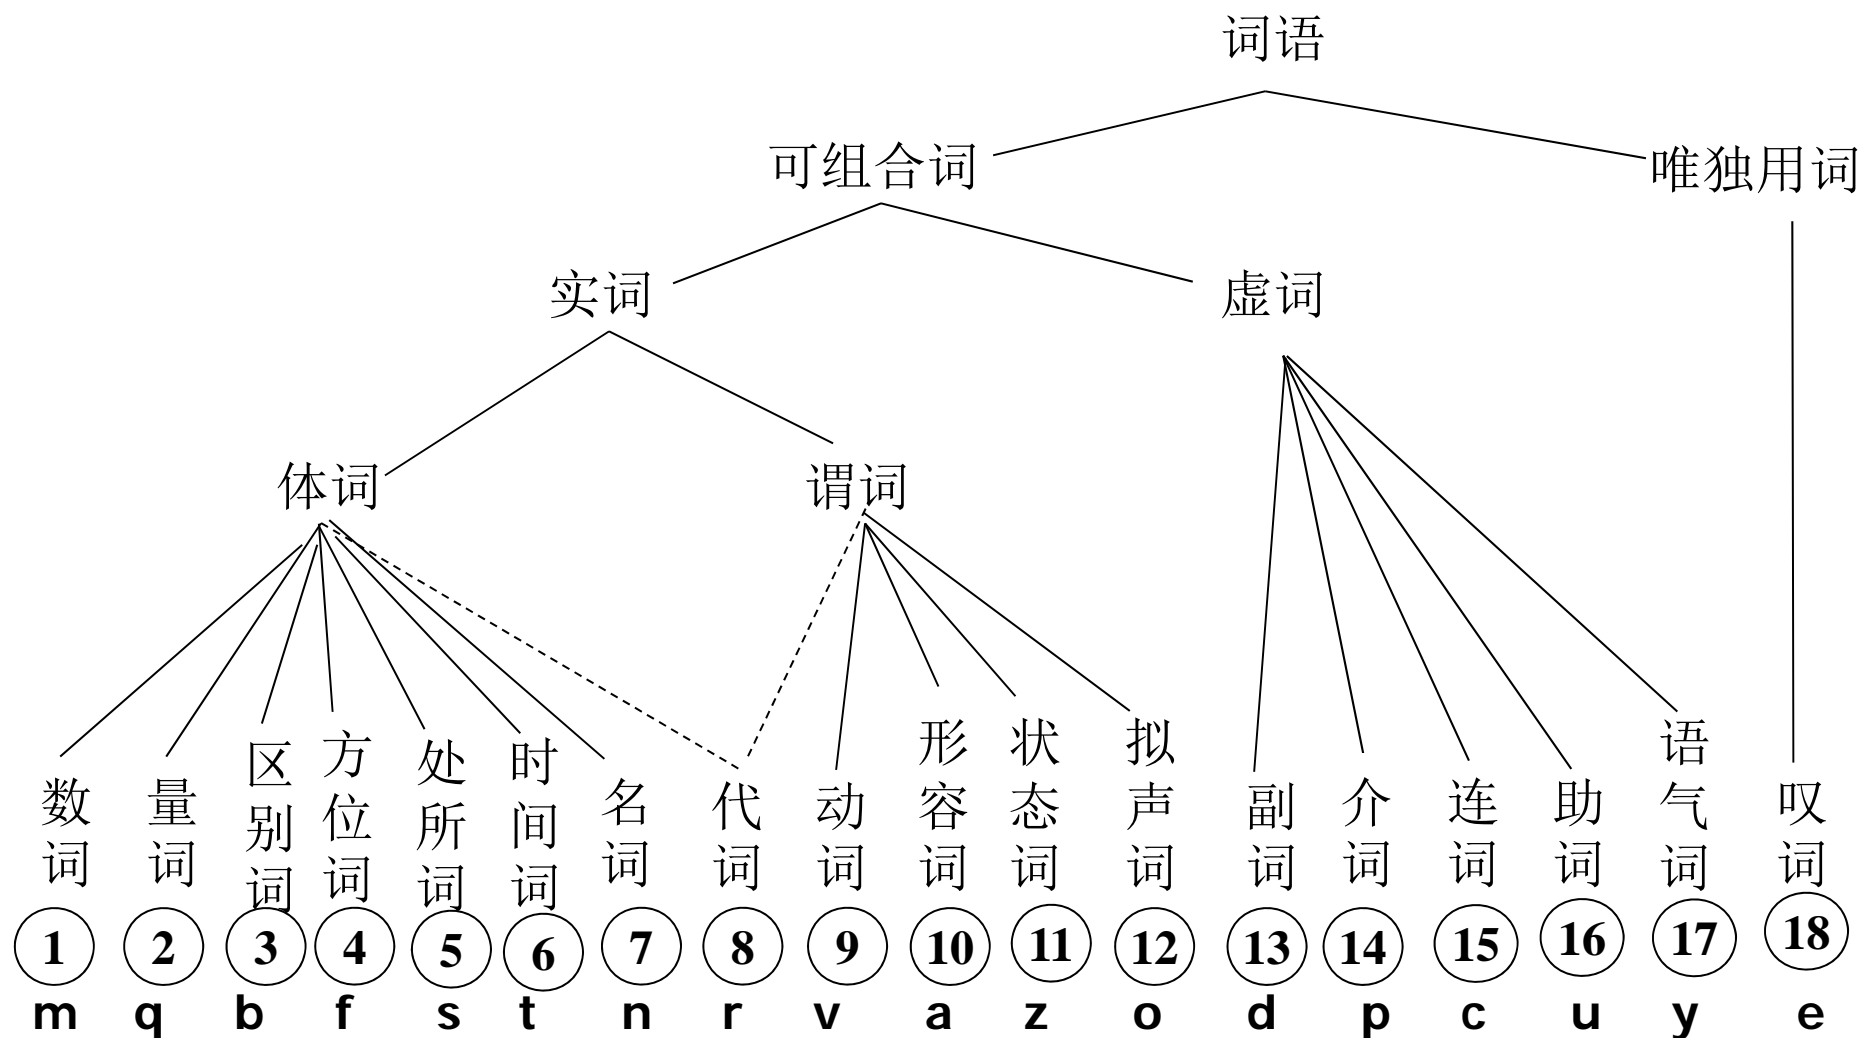 词语
可组合词
唯独用词
实词
虚词
体词
谓词
数词
量词
区别词
方位词
处所词
时间词
名词
代词
动词
形容词
状态词
拟声词
副词
介词
连词
助词
语气词
叹词
1 2 3 4 5 6 7 8 9 10 11 12 13 14 15 16 17 18
m q b f s t n r v a z o d p c u y e